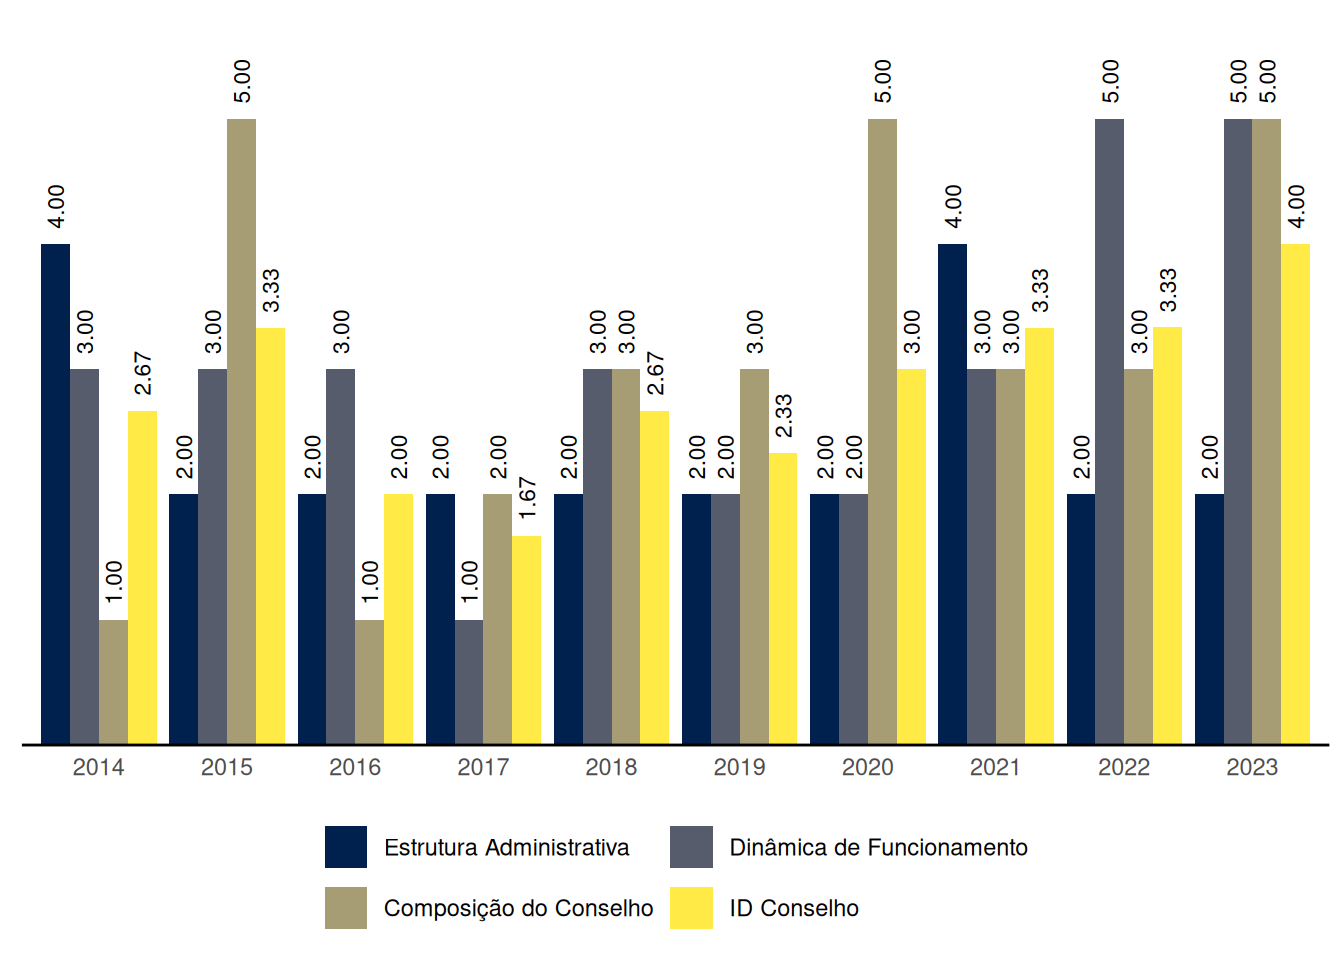 4.00 3.00 1.00 2.67
2.00 3.00 5.00 3.33
2.00 3.00 1.00 2.00
2.00 1.00 2.00 1.67
2.00 3.00 3.00 2.67
2.00 2.00 3.00 2.33
2.00 2.00 5.00 3.00
4.00 3.00 3.00 3.33
2.00 5.00 3.00 3.33
2.00 5.00 5.00 4.00
2014 2015 2016 2017 2018 2019 2020 2021 2022 2023
Estrutura Administrativa Dinâmica de Funcionamento
Composição do Conselho ID Conselho